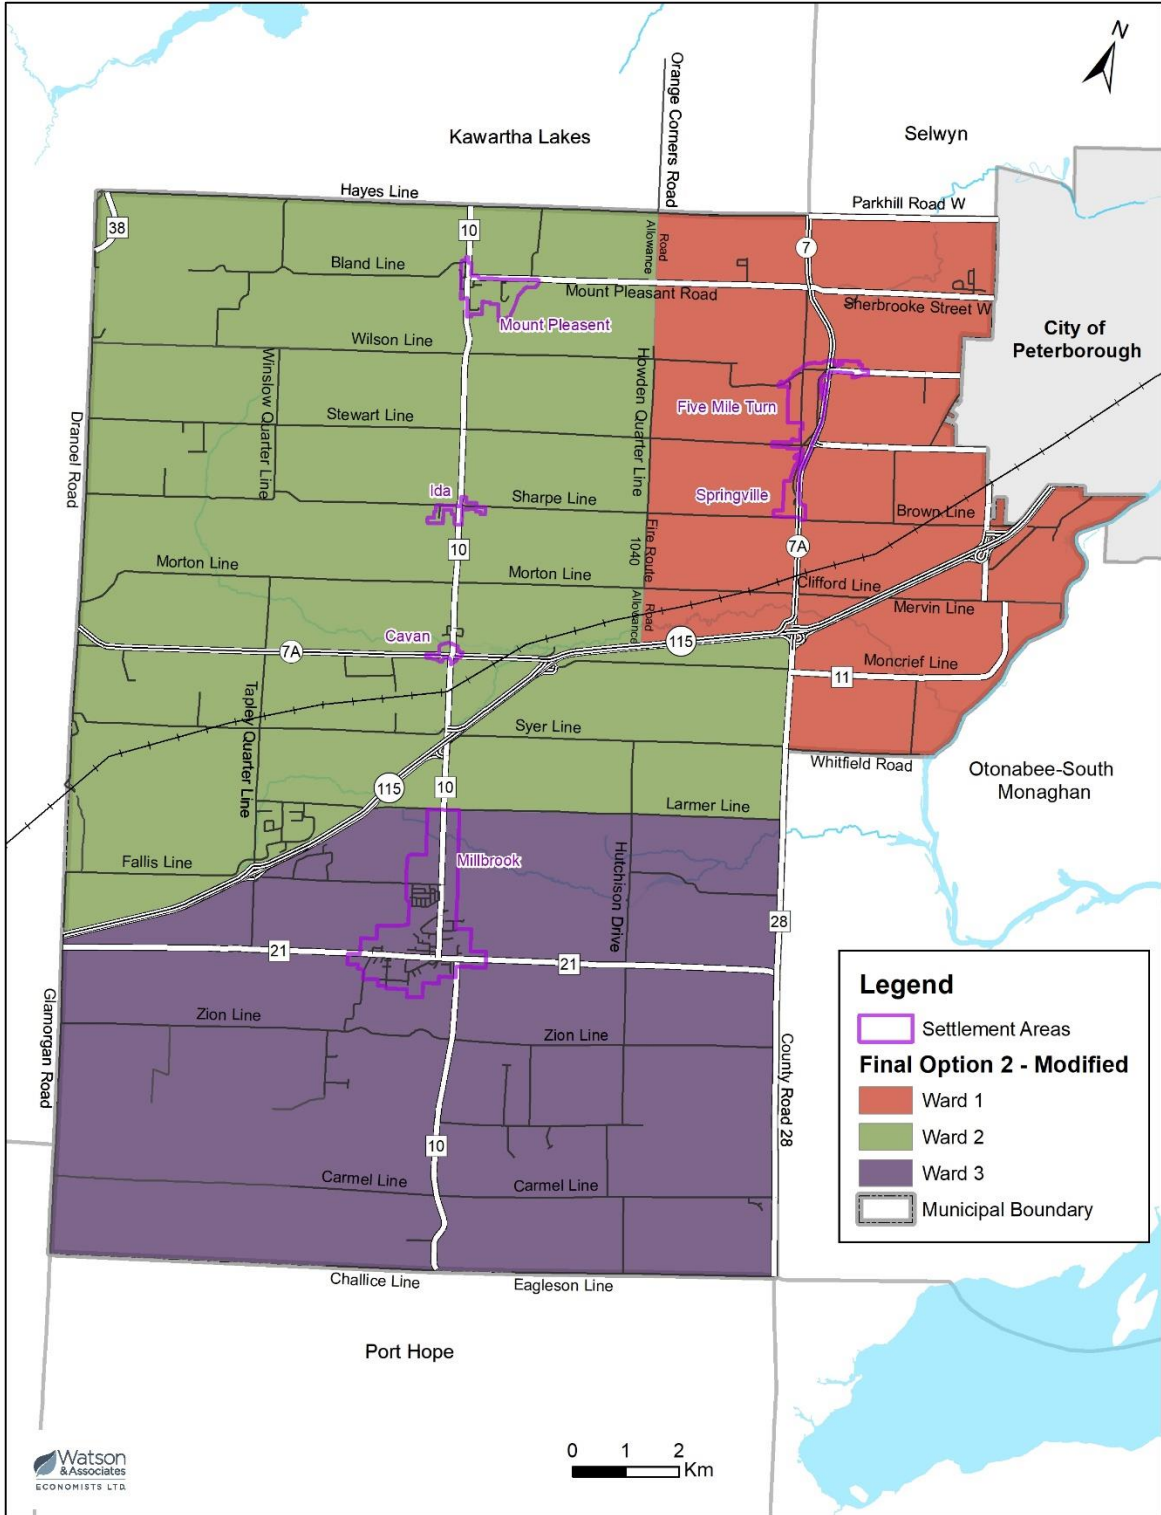 N
Orange Corners Road
Kawartha Lakes
Selwyn
Hayes Line
Parkhill Road W
38
10
Road
Allowance
7
Bland Line
Mount Pleasant Road
Sherbrooke Street W
Mount Pleasent
City of
Peterborough
Wilson Line
Winslow Quarter Line
Howden Quarter Line
Five Mile Turn
Dranoel Road
Stewart Line
Ida
Sharpe Line
Springville
Brown Line
10
Fire Route
1040
7A
Morton Line
Morton Line
Clifford Line
Mervin Line
Road
Allowance
Cavan
7A
115
Moncrief Line
11
Tapley Quarter Line
Syer Line
Whitfield Road
Otonabee-South
Monaghan
115
10
Larmer Line
Fallis Line
Millbrook
Hutchison Drive
28
21
21
Glamorgan Road
Zion Line
Zion Line
County Road 28
10
Carmel Line
Carmel Line
Challice Line
Eagleson Line
Port Hope
Legend
Settlement Areas
Final Option 2 - Modified
Ward 1
Ward 2
Ward 3
Municipal Boundary
0 1 2
Km
Watson
& Associates
ECONOMISTS LTD.